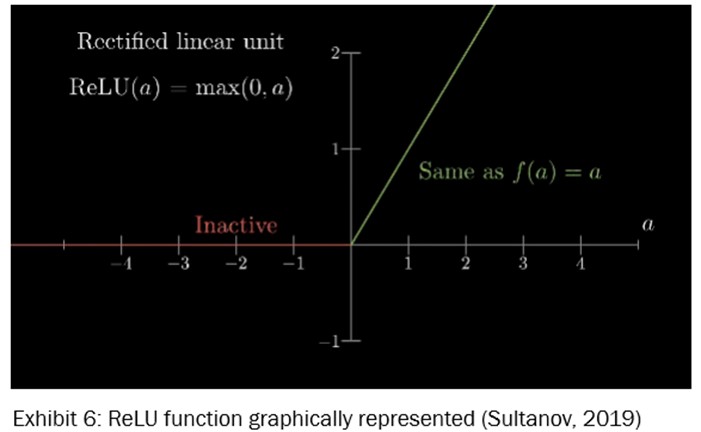 Rectified linear unit
ReLU(a) = max(0, a)
2
1
Same as f(a) = a
Inactive
a
−4 −3 −2 −1 1 2 3 4
−1
Exhibit 6: ReLU function graphically represented (Sultanov, 2019)